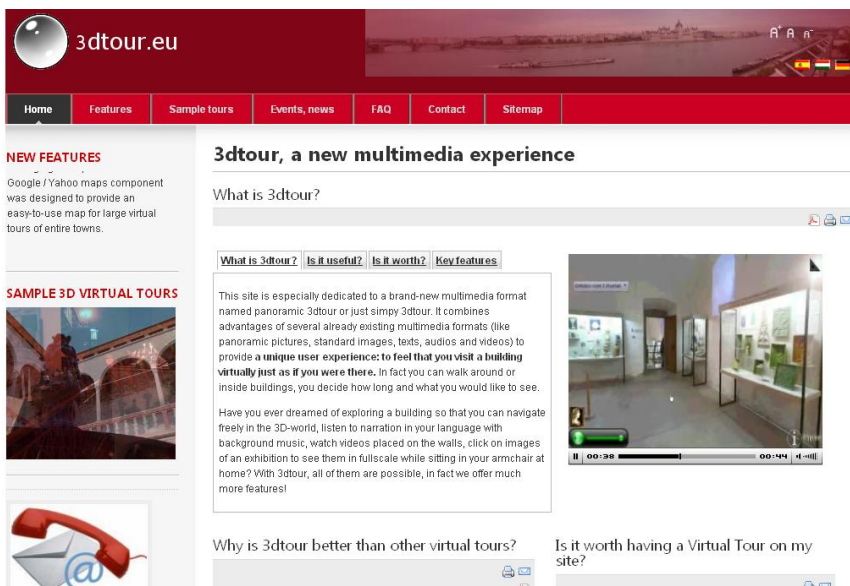 3dtour.eu
A+ A A-
Home
Features
Sample tours
Events, news
FAQ
Contact
Sitemap
NEW FEATURES
Google / Yahoo maps component
was designed to provide an
easy-to-use map for large virtual
tours of entire towns.
SAMPLE 3D VIRTUAL TOURS
3dtour, a new multimedia experience
What is 3dtour?
What is 3dtour? Is it useful? Is it worth? Key features
This site is especially dedicated to a brand-new multimedia format
named panoramic 3dtour or just simpy 3dtour. It combines
advantages of several already existing multimedia formats (like
panoramic pictures, standard images, texts, audios and videos) to
provide a unique user experience: to feel that you visit a building
virtually just as if you were there. In fact you can walk around or
inside buildings, you decide how long and what you would like to see.
Have you ever dreamed of exploring a building so that you can navigate
freely in the 3D-world, listen to narration in your language with
background music, watch videos placed on the walls, click on images
of an exhibition to see them in fullscale while sitting in your armchair at
home? With 3dtour, all of them are possible, in fact we offer much
more features!
00:38
00:44
Why is 3dtour better than other virtual tours?
Is it worth having a Virtual Tour on my
site?